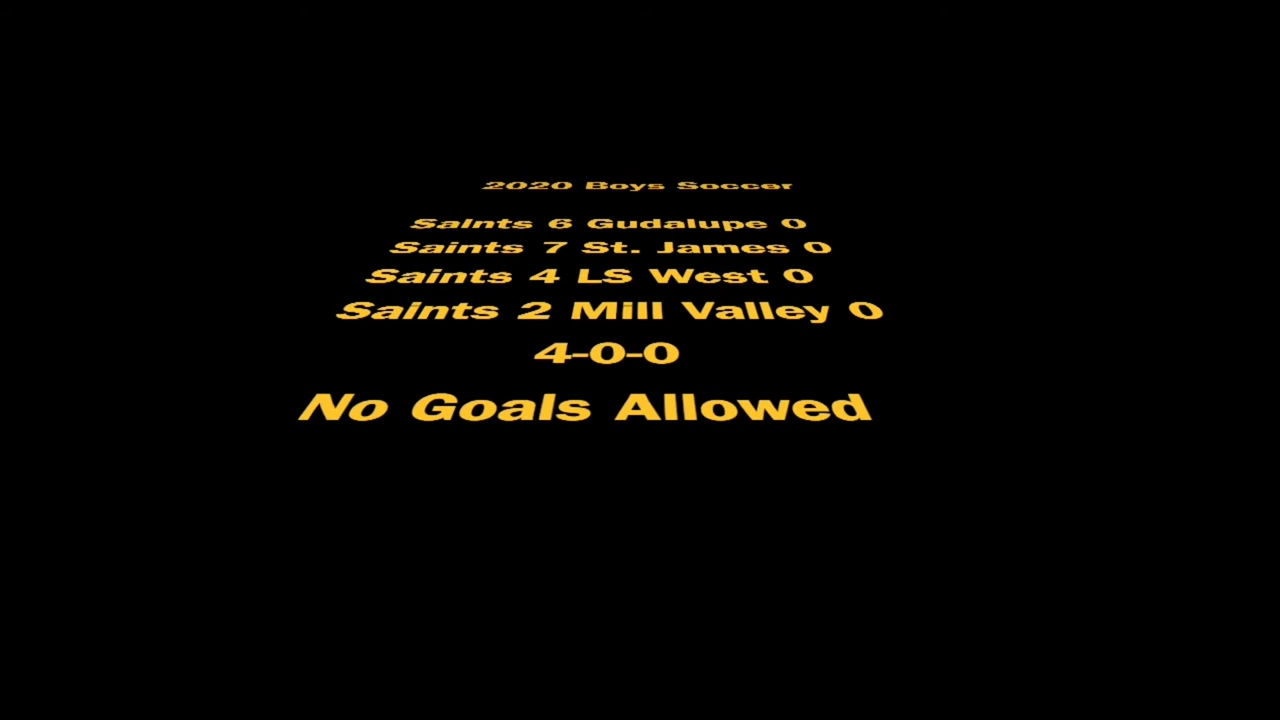 2020 Boys Soccer
Saints 6 Gudalupe 0
Saints 7 St. James 0
Saints 4 LS West 0
Saints 2 Mill Valley 0
4-0-0
No Goals Allowed